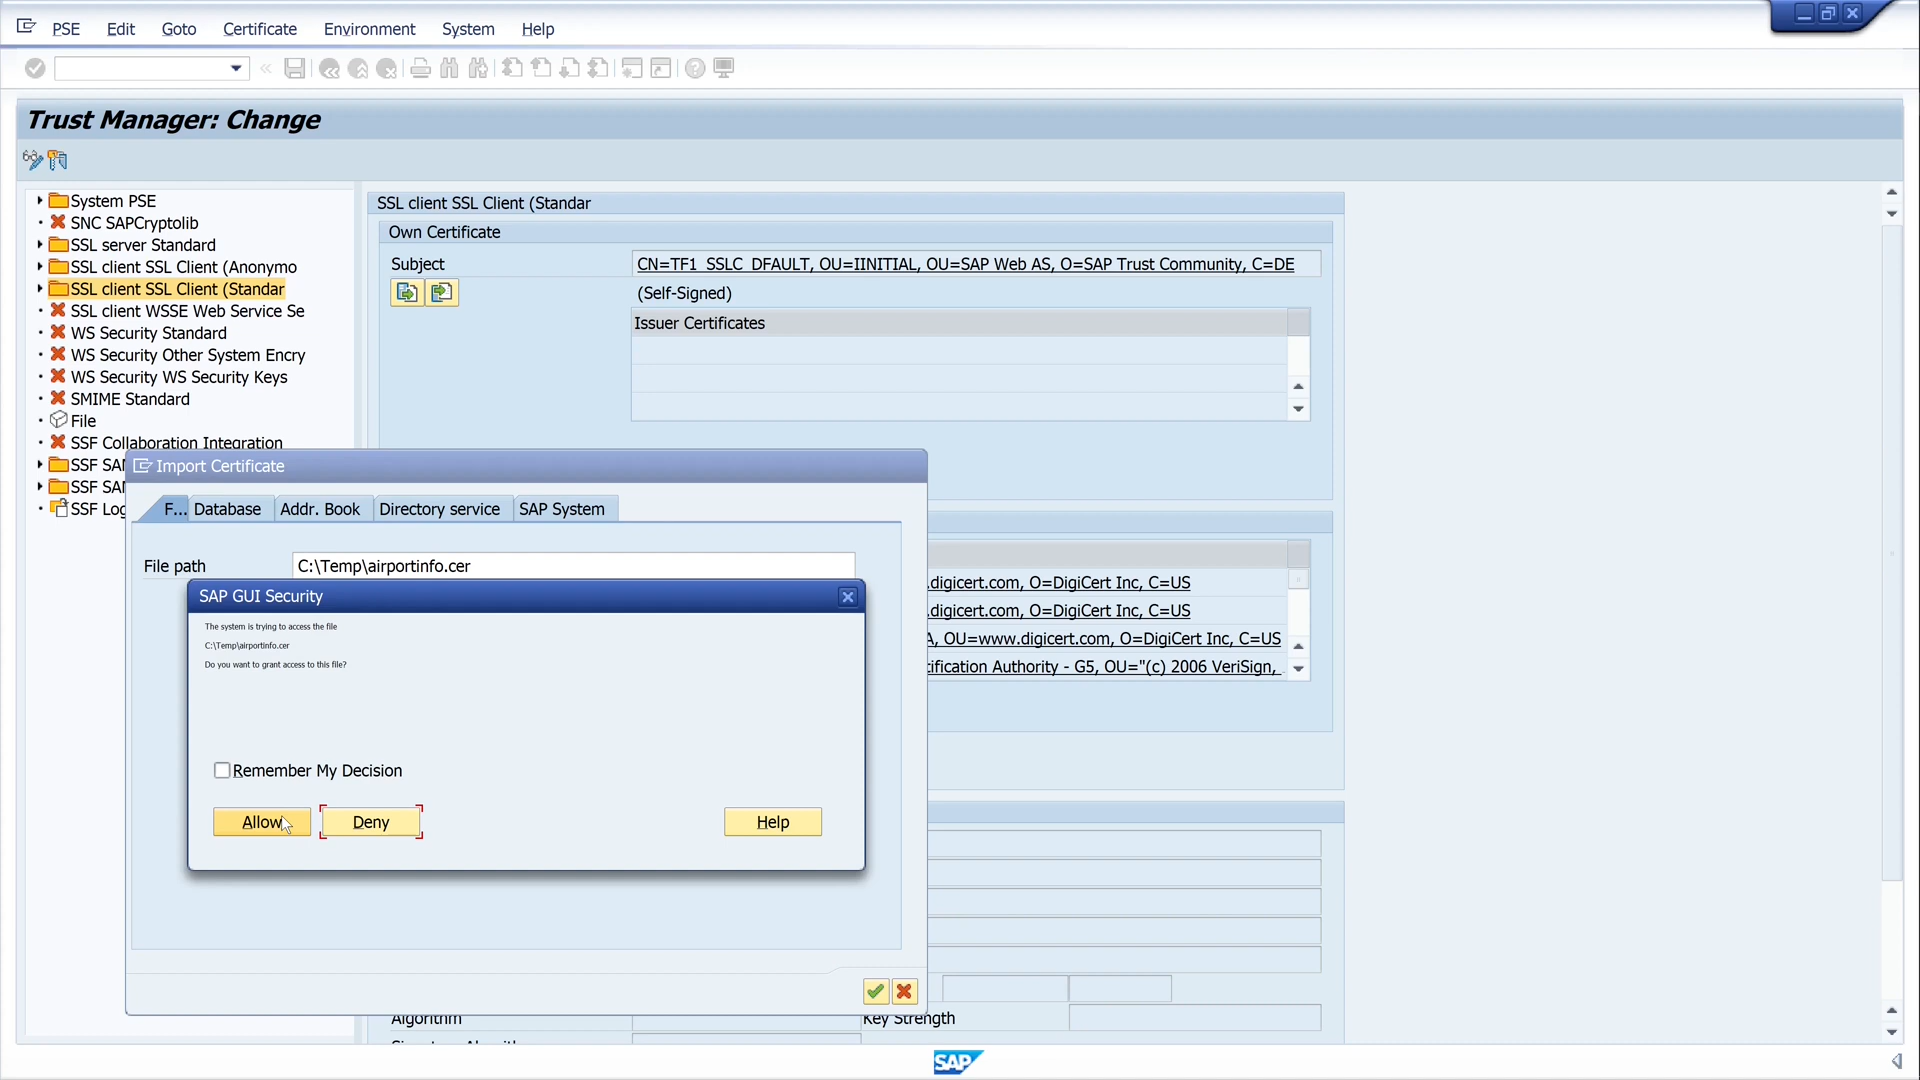 PSE Edit Goto Certificate Environment System Help
Trust Manager: Change
System PSE
SNC SAPCryptolib
SSL server Standard
SSL client SSL Client (Anonymo
SSL client SSL Client (Standar
SSL client WSSE Web Service Se
WS Security Standard
WS Security Other System Encry
WS Security WS Security Keys
SMIME Standard
File
SSF Collaboration Integration
SSF SAM
SSF SAM
SSF Log
SSL client SSL Client (Standar
Own Certificate
Subject CN=TF1 SSLC DFAULT, OU=IINITIAL, OU=SAP Web AS, O=SAP Trust Community, C=DE
(Self-Signed)
Issuer Certificates
.digicert.com, O=DigiCert Inc, C=US
.digicert.com, O=DigiCert Inc, C=US
A, OU=www.digicert.com, O=DigiCert Inc, C=US
ification Authority - G5, OU="(c) 2006 VeriSign,
Algorithm Key Strength
Import Certificate
F... Database Addr. Book Directory service SAP System
File path C:\Temp\airportinfo.cer
SAP GUI Security
The system is trying to access the file
C:\Temp\airportinfo.cer
Do you want to grant access to this file?
Remember My Decision
Allow Deny Help
SAP